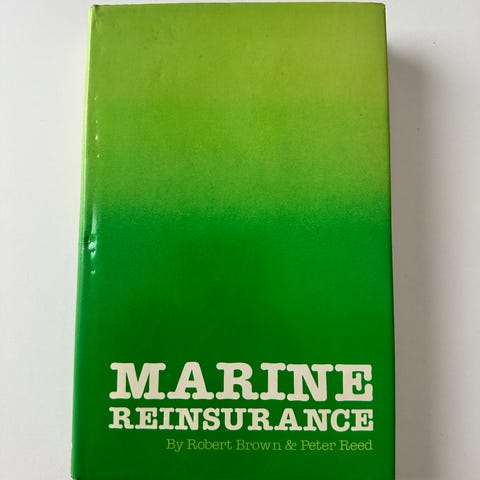 MARINE
REINSURANCE
By Robert Brown & Peter Reed